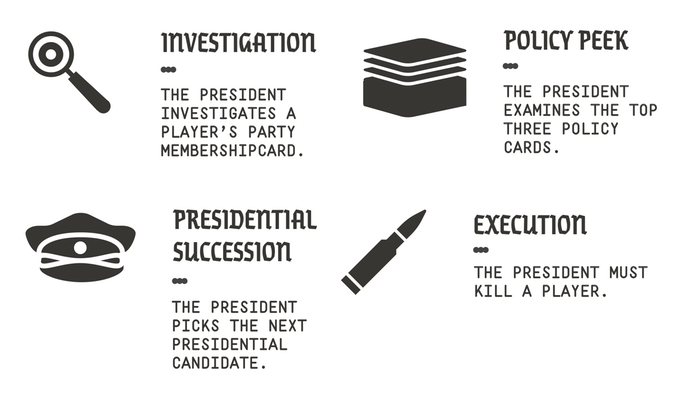 INVESTIGATION
THE PRESIDENT
INVESTIGATES A
PLAYER'S PARTY
MEMBERSHIPCARD.
POLICY PEEK
THE PRESIDENT
EXAMINES THE TOP
THREE POLICY
CARDS.
PRESIDENTIAL
SUCCESSION
THE PRESIDENT
PICKS THE NEXT
PRESIDENTIAL
CANDIDATE.
EXECUTION
THE PRESIDENT MUST
KILL A PLAYER.